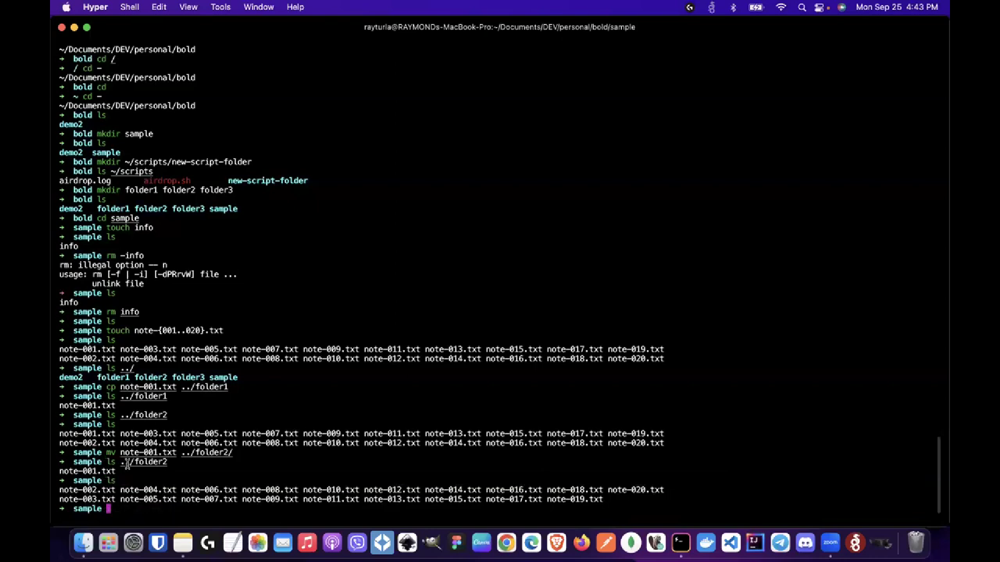 Hyper Shell Edit View Tools Window Help Mon Sep 25 4:43 PM
rayturla@RAYMONDs-MacBook-Pro:~/Documents/DEV/personal/bold/sample
~/Documents/DEV/personal/bold
➜ bold cd /
➜ / cd -
~/Documents/DEV/personal/bold
➜ bold cd
➜ ~ cd -
~/Documents/DEV/personal/bold
➜ bold ls
demo2
➜ bold mkdir sample
➜ bold ls
demo2 sample
➜ bold mkdir ~/scripts/new-script-folder
➜ bold ls ~/scripts
airdrop.log airdrop.sh new-script-folder
➜ bold mkdir folder1 folder2 folder3
➜ bold ls
demo2 folder1 folder2 folder3 sample
➜ bold cd sample
➜ sample touch info
➜ sample ls
info
➜ sample rm -info
rm: illegal option -- n
usage: rm [-f | -i] [-dPRrvW] file ...
unlink file
➜ sample ls
info
➜ sample rm info
➜ sample ls
➜ sample touch note-{001..020}.txt
➜ sample ls
note-001.txt note-003.txt note-005.txt note-007.txt note-009.txt note-011.txt note-013.txt note-015.txt note-017.txt note-019.txt
note-002.txt note-004.txt note-006.txt note-008.txt note-010.txt note-012.txt note-014.txt note-016.txt note-018.txt note-020.txt
➜ sample ls ../
demo2 folder1 folder2 folder3 sample
➜ sample cp note-001.txt ../folder1
➜ sample ls ../folder1
note-001.txt
➜ sample ls ../folder2
➜ sample ls
note-001.txt note-003.txt note-005.txt note-007.txt note-009.txt note-011.txt note-013.txt note-015.txt note-017.txt note-019.txt
note-002.txt note-004.txt note-006.txt note-008.txt note-010.txt note-012.txt note-014.txt note-016.txt note-018.txt note-020.txt
➜ sample mv note-001.txt ../folder2/
➜ sample ls ../folder2
note-001.txt
➜ sample ls
note-002.txt note-004.txt note-006.txt note-008.txt note-010.txt note-012.txt note-014.txt note-016.txt note-018.txt note-020.txt
note-003.txt note-005.txt note-007.txt note-009.txt note-011.txt note-013.txt note-015.txt note-017.txt note-019.txt
➜ sample
Canva IJ zoom